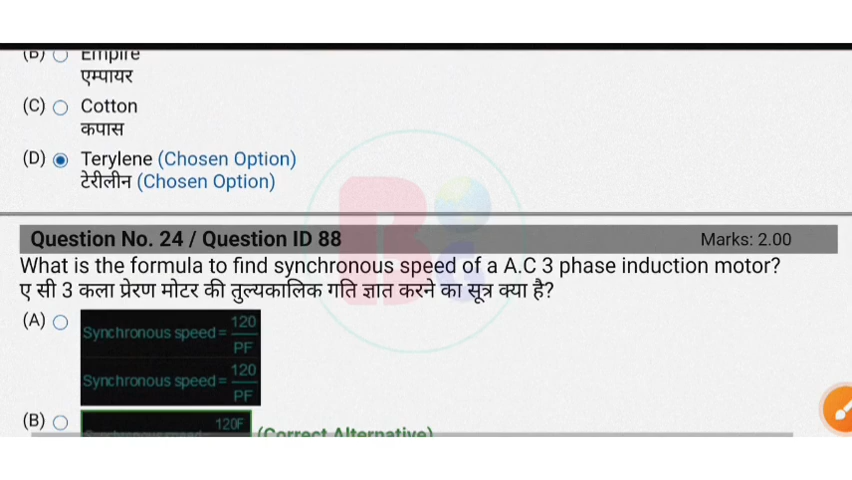 (B) Empire
एम्पायर
(C) Cotton
कपास
(D) Terylene (Chosen Option)
टेरीलीन (Chosen Option)
Question No. 24 / Question ID 88 Marks: 2.00
What is the formula to find synchronous speed of a A.C 3 phase induction motor?
ए सी 3 कला प्रेरण मोटर की तुल्यकालिक गति ज्ञात करने का सूत्र क्या है?
(A) Synchronous speed = 120/PF
Synchronous speed = 120/PF
(B) 120F (Correct Alternative)